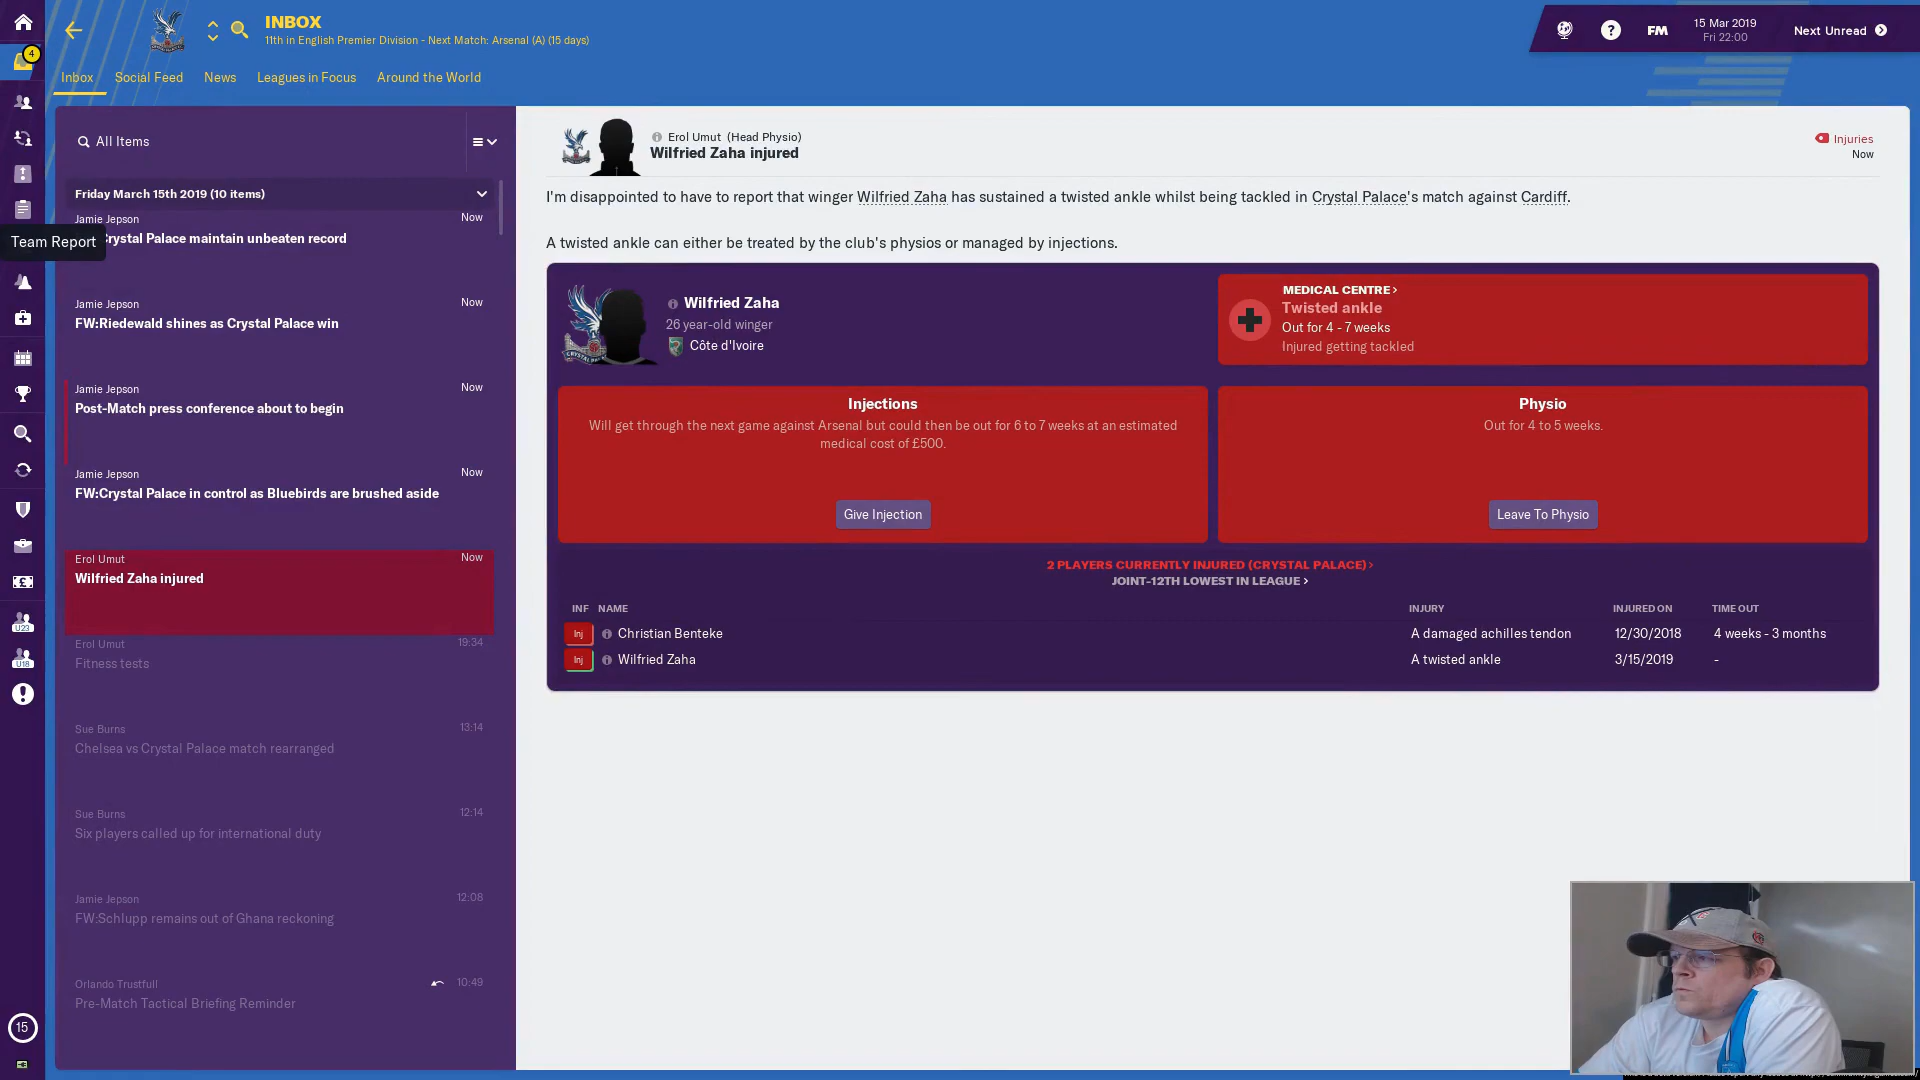 INBOX
11th in English Premier Division - Next Match: Arsenal (A) (15 days)
15 Mar 2019
Fri 22:00
FM
Next Unread
4
Inbox
Social Feed
News
Leagues in Focus
Around the World
All Items
Friday March 15th 2019 (10 items)
Jamie Jepson
Now
Crystal Palace maintain unbeaten record
Team Report
Jamie Jepson
Now
FW:Riedewald shines as Crystal Palace win
Jamie Jepson
Now
Post-Match press conference about to begin
Jamie Jepson
Now
FW:Crystal Palace in control as Bluebirds are brushed aside
Erol Umut
Now
Wilfried Zaha injured
Erol Umut
19:34
Fitness tests
Sue Burns
13:14
Chelsea vs Crystal Palace match rearranged
Sue Burns
12:14
Six players called up for international duty
Jamie Jepson
12:08
FW:Schlupp remains out of Ghana reckoning
Orlando Trustfull
10:49
Pre-Match Tactical Briefing Reminder
U23
U18
15
Erol Umut (Head Physio)
Wilfried Zaha injured
Injuries
Now
I'm disappointed to have to report that winger Wilfried Zaha has sustained a twisted ankle whilst being tackled in Crystal Palace's match against Cardiff.
A twisted ankle can either be treated by the club's physios or managed by injections.
Wilfried Zaha
26 year-old winger
Côte d'Ivoire
MEDICAL CENTRE >
Twisted ankle
Out for 4 - 7 weeks
Injured getting tackled
Injections
Will get through the next game against Arsenal but could then be out for 6 to 7 weeks at an estimated
medical cost of £500.
Give Injection
Physio
Out for 4 to 5 weeks.
Leave To Physio
2 PLAYERS CURRENTLY INJURED (CRYSTAL PALACE) >
JOINT-12TH LOWEST IN LEAGUE >
INF NAME INJURY INJURED ON TIME OUT
Inj Christian Benteke A damaged achilles tendon 12/30/2018 4 weeks - 3 months
Inj Wilfried Zaha A twisted ankle 3/15/2019 -